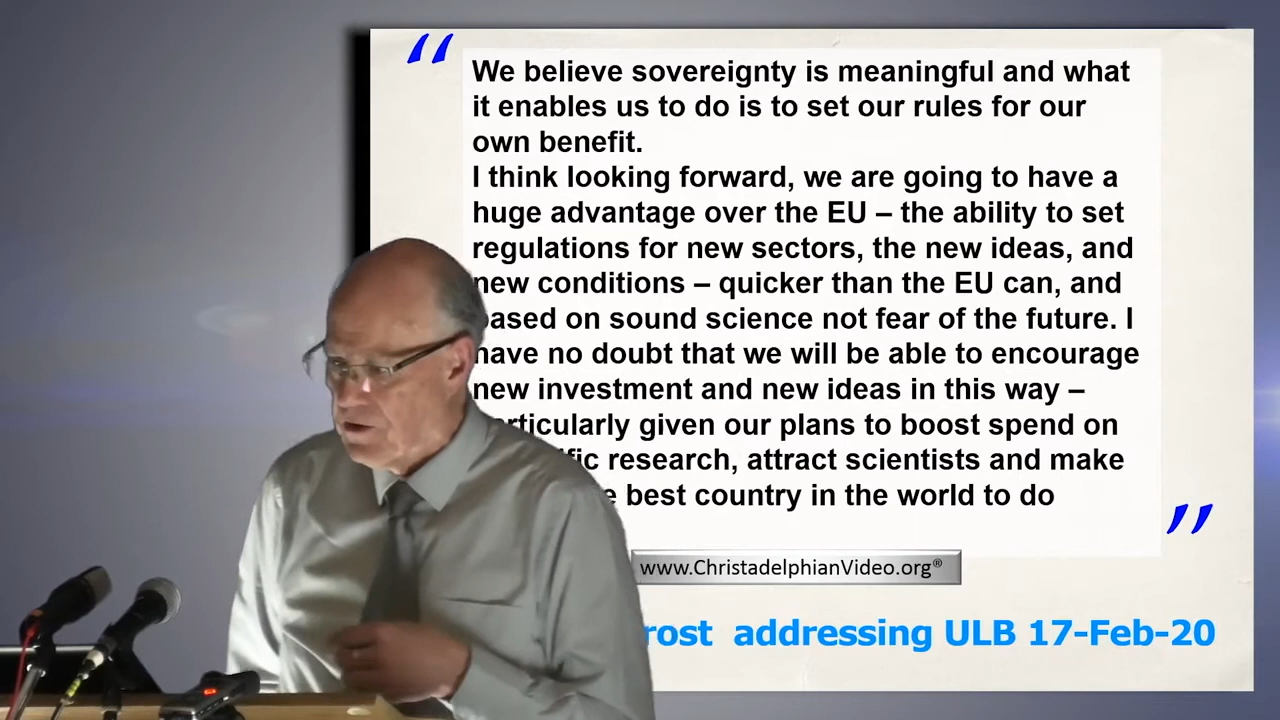 “
We believe sovereignty is meaningful and what
it enables us to do is to set our rules for our
own benefit.
I think looking forward, we are going to have a
huge advantage over the EU – the ability to set
regulations for new sectors, the new ideas, and
new conditions – quicker than the EU can, and
based on sound science not fear of the future. I
have no doubt that we will be able to encourage
new investment and new ideas in this way –
particularly given our plans to boost spend on
research, attract scientists and make
best country in the world to do
”
www.ChristadelphianVideo.org®
addressing ULB 17-Feb-20